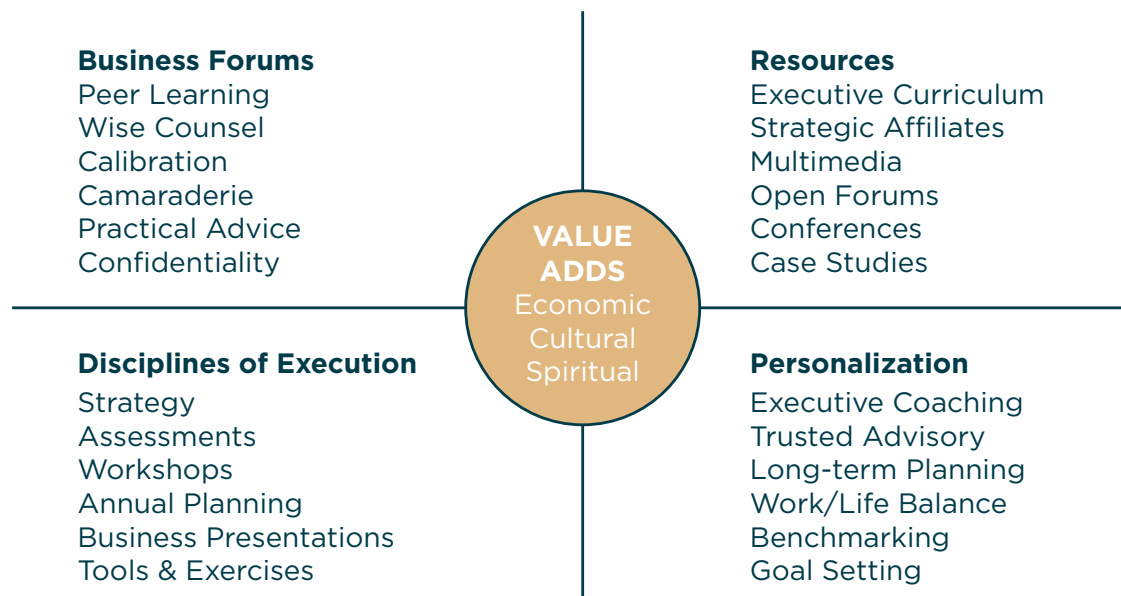 Business Forums
Peer Learning
Wise Counsel
Calibration
Camaraderie
Practical Advice
Confidentiality
Resources
Executive Curriculum
Strategic Affiliates
Multimedia
Open Forums
Conferences
Case Studies
VALUE
ADDS
Economic
Cultural
Spiritual
Disciplines of Execution
Strategy
Assessments
Workshops
Annual Planning
Business Presentations
Tools & Exercises
Personalization
Executive Coaching
Trusted Advisory
Long-term Planning
Work/Life Balance
Benchmarking
Goal Setting